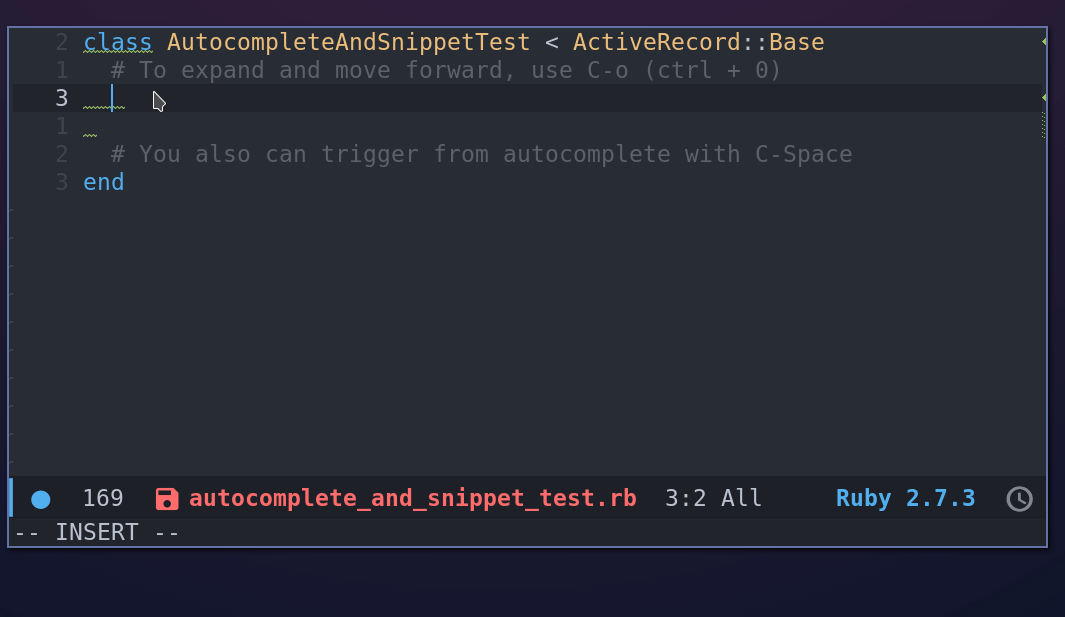 2 class AutocompleteAndSnippetTest < ActiveRecord::Base
1   # To expand and move forward, use C-o (ctrl + 0)
3
1
2   # You also can trigger from autocomplete with C-Space
3 end
169 autocomplete_and_snippet_test.rb 3:2 All Ruby 2.7.3
-- INSERT --